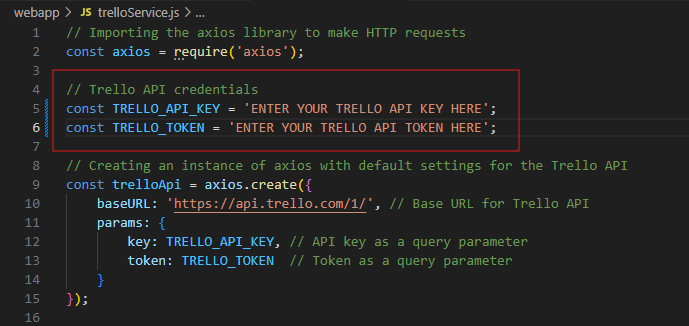 webapp > JS trelloService.js > ...
1 // Importing the axios library to make HTTP requests
2 const axios = require('axios');
3
4 // Trello API credentials
5 const TRELLO_API_KEY = 'ENTER YOUR TRELLO API KEY HERE';
6 const TRELLO_TOKEN = 'ENTER YOUR TRELLO API TOKEN HERE';
7
8 // Creating an instance of axios with default settings for the Trello API
9 const trelloApi = axios.create({
10 baseURL: 'https://api.trello.com/1/', // Base URL for Trello API
11 params: {
12 key: TRELLO_API_KEY, // API key as a query parameter
13 token: TRELLO_TOKEN // Token as a query parameter
14 }
15 });